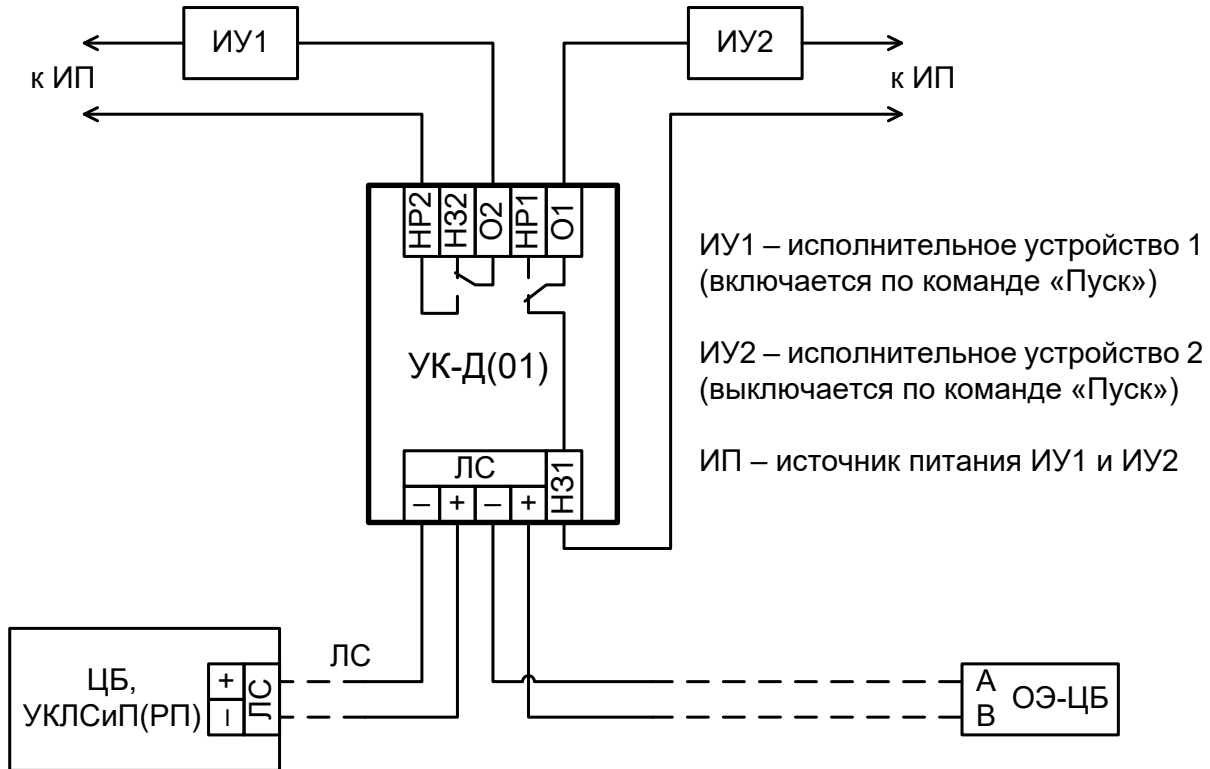 ИУ1
ИУ2
к ИП
к ИП
НР2
НЗ2
О2
НР1
О1
ИУ1 – исполнительное устройство 1
(включается по команде «Пуск»)
УК-Д(01)
ИУ2 – исполнительное устройство 2
(выключается по команде «Пуск»)
ИП – источник питания ИУ1 и ИУ2
ЛС
– + – +
НЗ1
ЛС
ЦБ,
УКЛСиП(РП)
+
–
ЛС
А
В
ОЭ-ЦБ